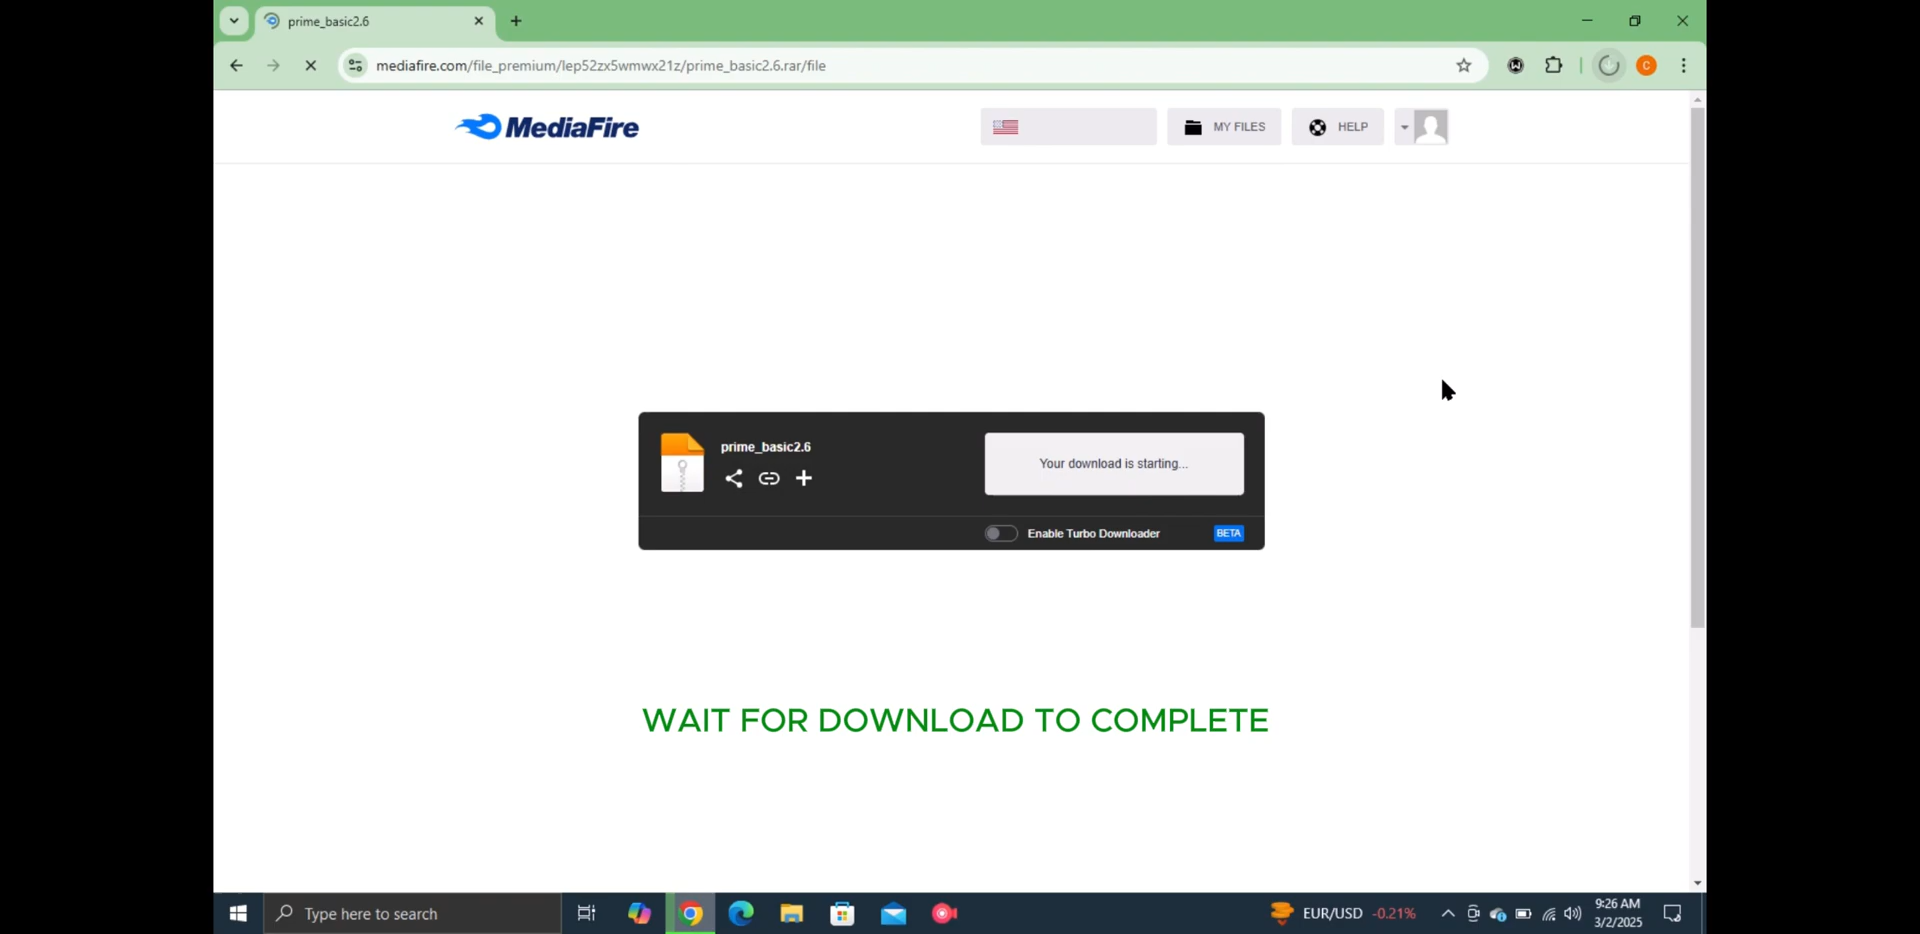 prime_basic2.6
mediafire.com/file_premium/lep52zx5wmwx21z/prime_basic2.6.rar/file
C
MediaFire
MY FILES
HELP
prime_basic2.6
Your download is starting...
Enable Turbo Downloader
BETA
WAIT FOR DOWNLOAD TO COMPLETE
Type here to search
EUR/USD -0.21%
9:26 AM
3/2/2025